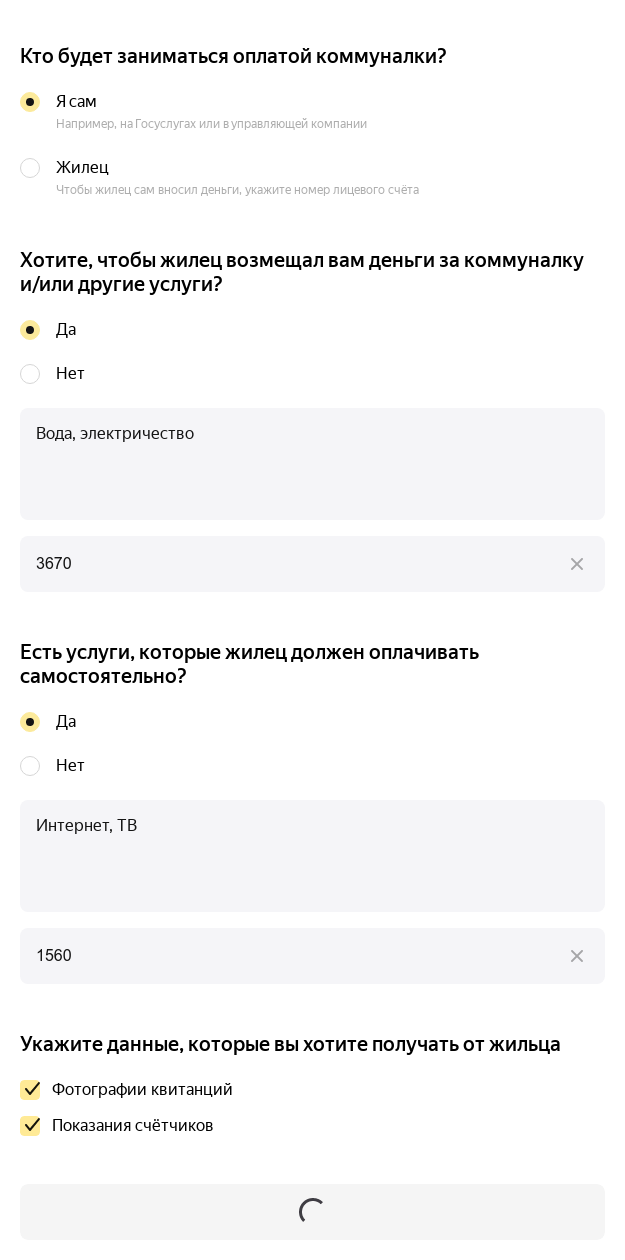 Кто будет заниматься оплатой коммуналки?
Я сам
Например, на Госуслугах или в управляющей компании
Жилец
Чтобы жилец сам вносил деньги, укажите номер лицевого счёта
Хотите, чтобы жилец возмещал вам деньги за коммуналку
и/или другие услуги?
Да
Нет
Вода, электричество
3670
Есть услуги, которые жилец должен оплачивать
самостоятельно?
Да
Нет
Интернет, ТВ
1560
Укажите данные, которые вы хотите получать от жильца
Фотографии квитанций
Показания счётчиков